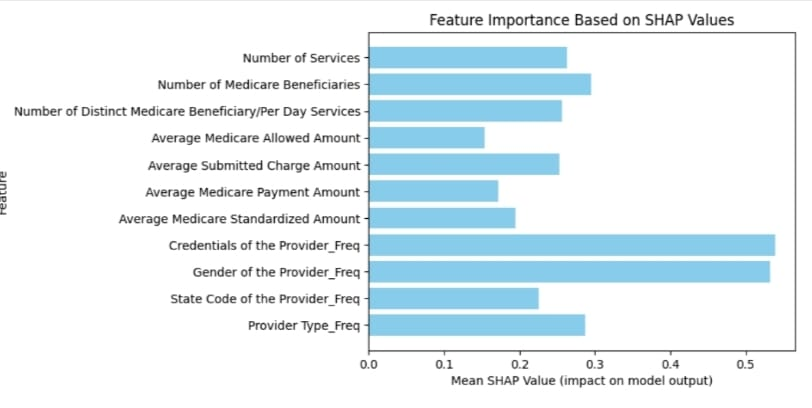 Feature Importance Based on SHAP Values
Number of Services
Number of Medicare Beneficiaries
Number of Distinct Medicare Beneficiary/Per Day Services
Average Medicare Allowed Amount
Average Submitted Charge Amount
Average Medicare Payment Amount
Average Medicare Standardized Amount
Credentials of the Provider_Freq
Gender of the Provider_Freq
State Code of the Provider_Freq
Provider Type_Freq
Feature
0.0 0.1 0.2 0.3 0.4 0.5
Mean SHAP Value (impact on model output)